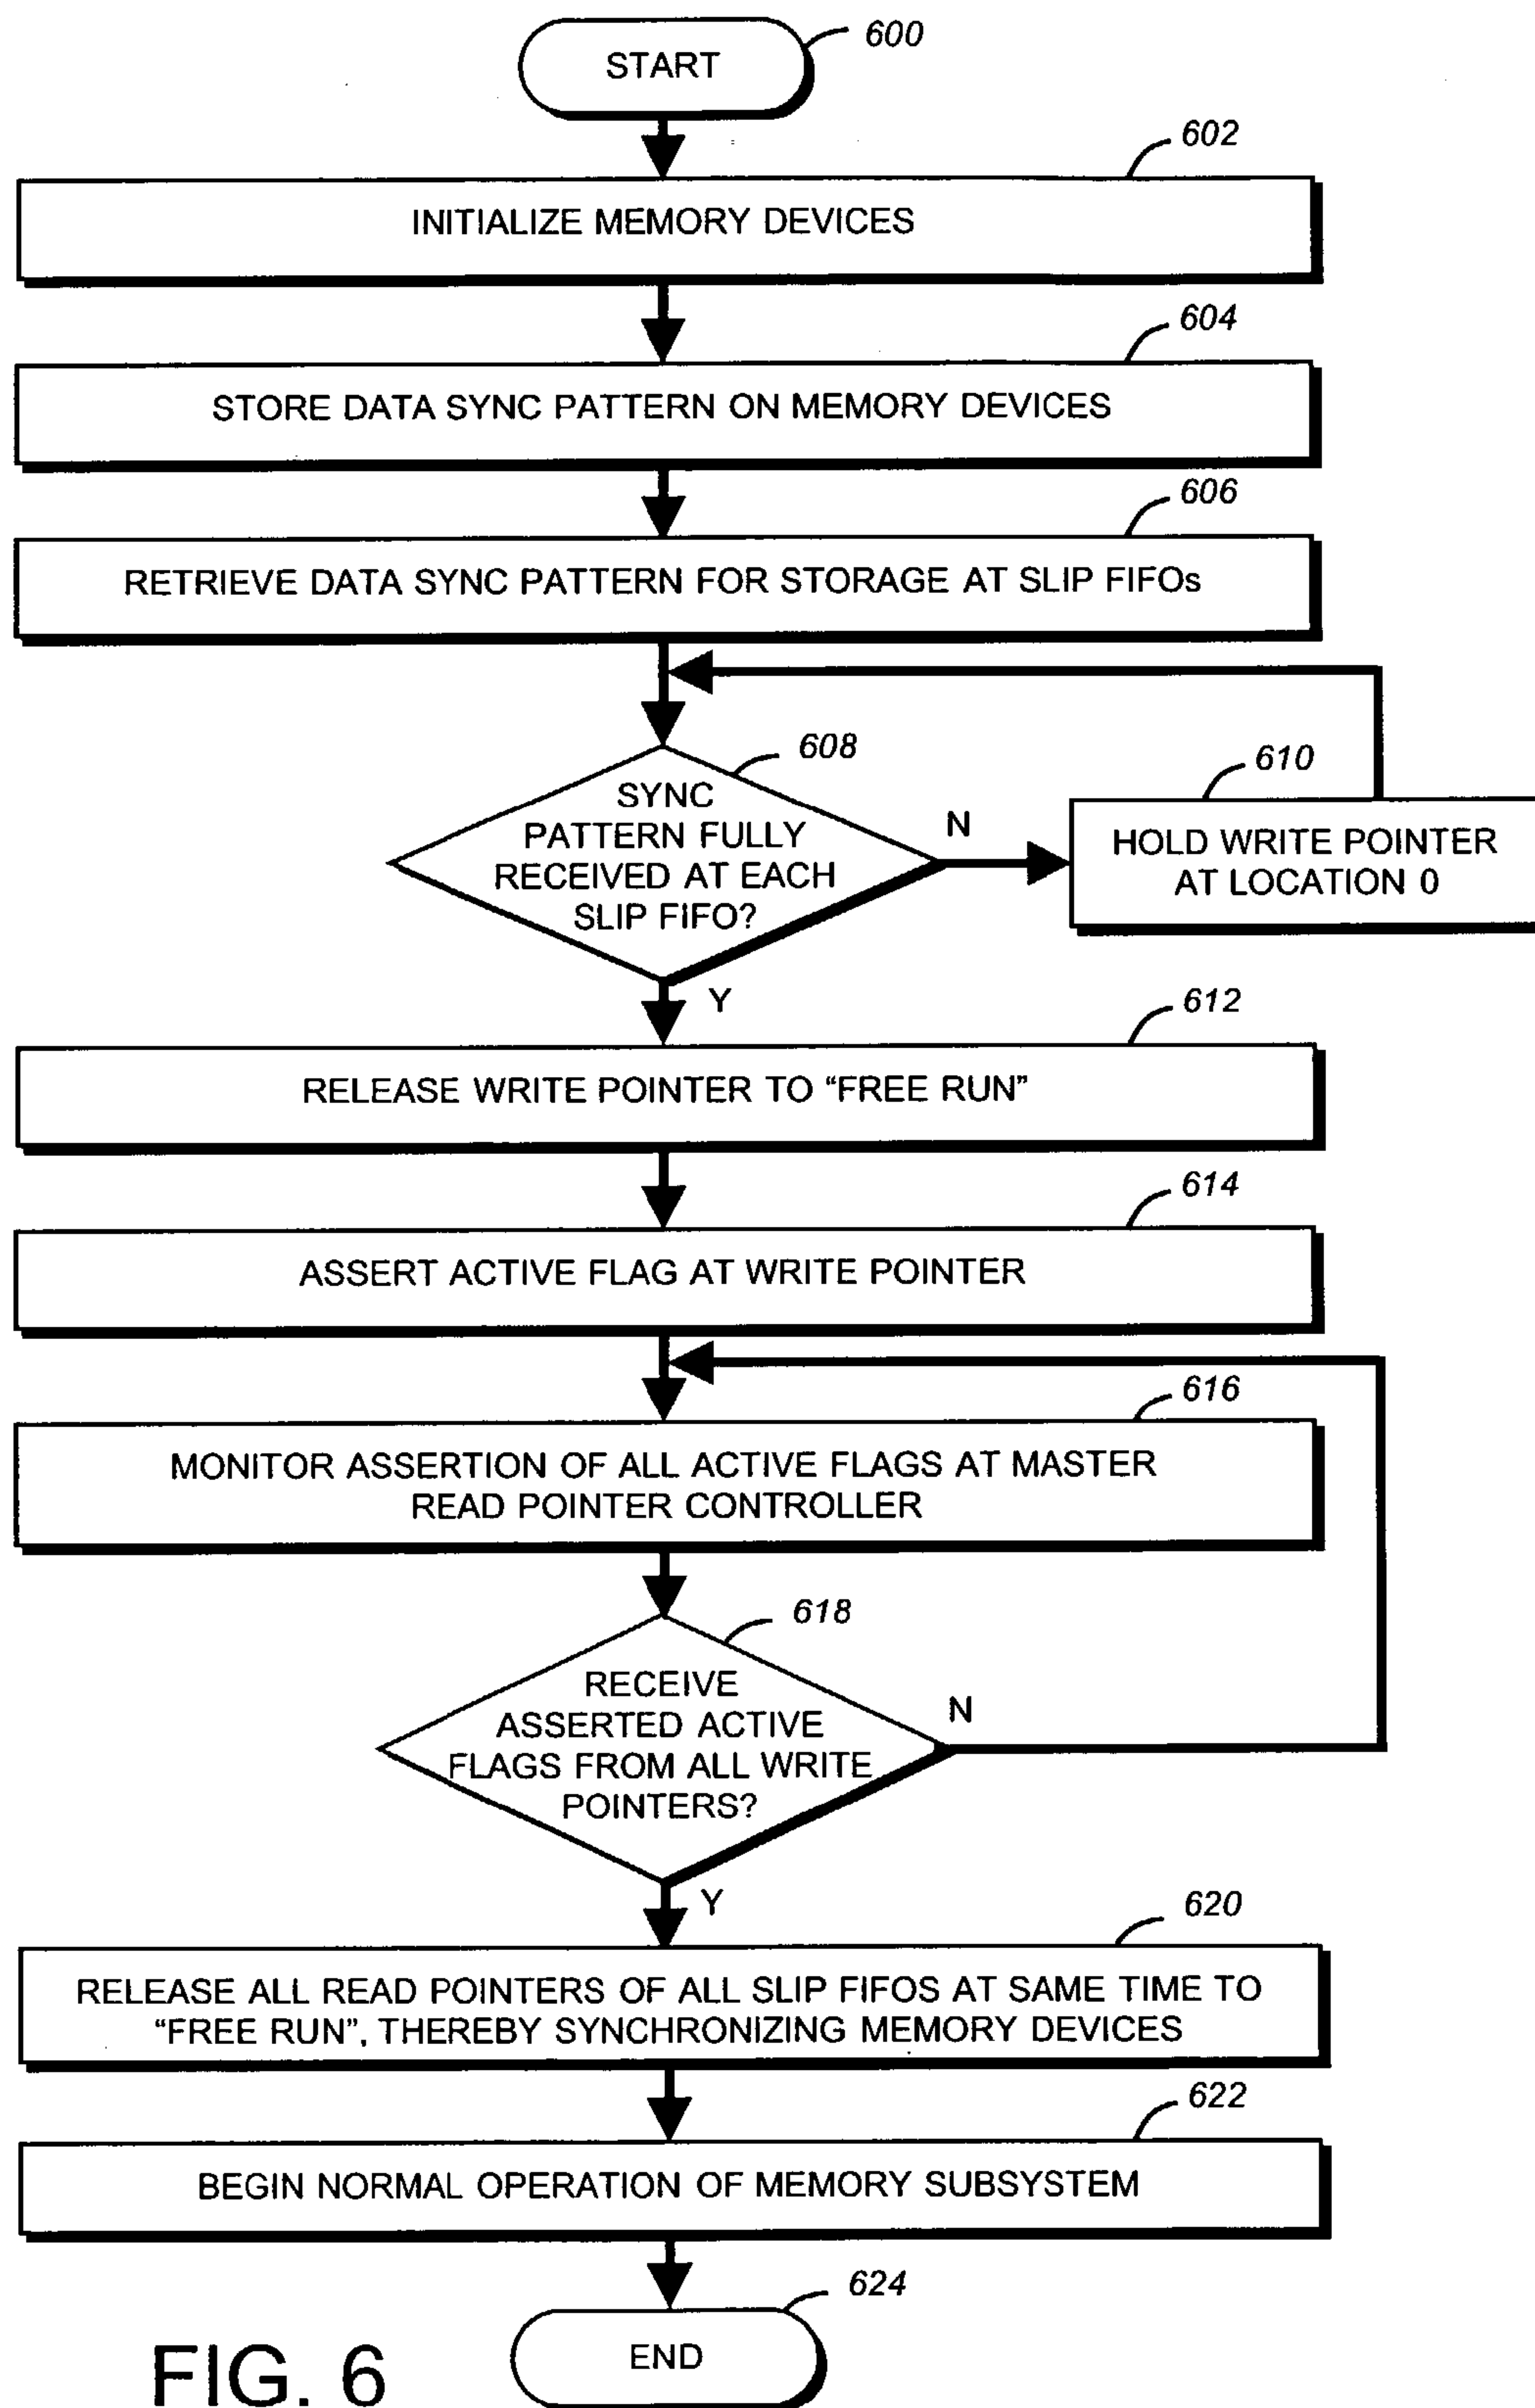 START
600
602
INITIALIZE MEMORY DEVICES
604
STORE DATA SYNC PATTERN ON MEMORY DEVICES
606
RETRIEVE DATA SYNC PATTERN FOR STORAGE AT SLIP FIFOs
608
SYNC
PATTERN FULLY
RECEIVED AT EACH
SLIP FIFO?
N
610
HOLD WRITE POINTER
AT LOCATION 0
Y
612
RELEASE WRITE POINTER TO “FREE RUN”
614
ASSERT ACTIVE FLAG AT WRITE POINTER
616
MONITOR ASSERTION OF ALL ACTIVE FLAGS AT MASTER
READ POINTER CONTROLLER
618
RECEIVE
ASSERTED ACTIVE
FLAGS FROM ALL WRITE
POINTERS?
N
Y
620
RELEASE ALL READ POINTERS OF ALL SLIP FIFOS AT SAME TIME TO
“FREE RUN”, THEREBY SYNCHRONIZING MEMORY DEVICES
622
BEGIN NORMAL OPERATION OF MEMORY SUBSYSTEM
624
END
FIG. 6